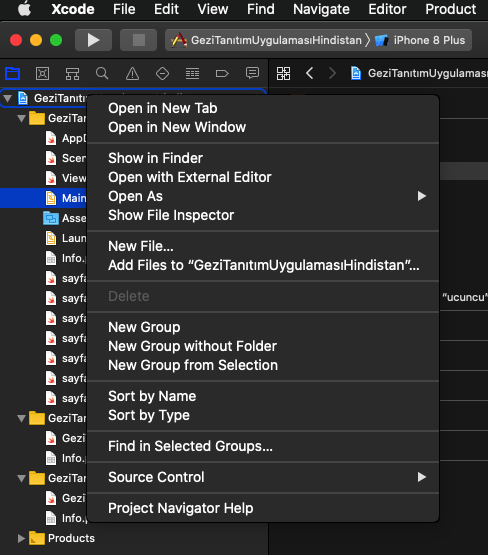 Xcode File Edit View Find Navigate Editor Product
GeziTanıtımUygulamasıHindistan iPhone 8 Plus
GeziTanıtımUygulamasıHindistan
Open in New Tab
Open in New Window
Show in Finder
Open with External Editor
Open As
Show File Inspector
New File...
Add Files to “GeziTanıtımUygulamasıHindistan”...
Delete
New Group
New Group without Folder
New Group from Selection
Sort by Name
Sort by Type
Find in Selected Groups...
Source Control
Project Navigator Help
GeziTan
GeziTan
AppD
Scen
View
Main
Asse
Laun
Info.p
sayfa
sayfa
sayfa
sayfa
sayfa
sayfa
sayfa
GeziTan
Gezi
Info.p
GeziTan
Gezi
Info.p
Products
"ucuncu"